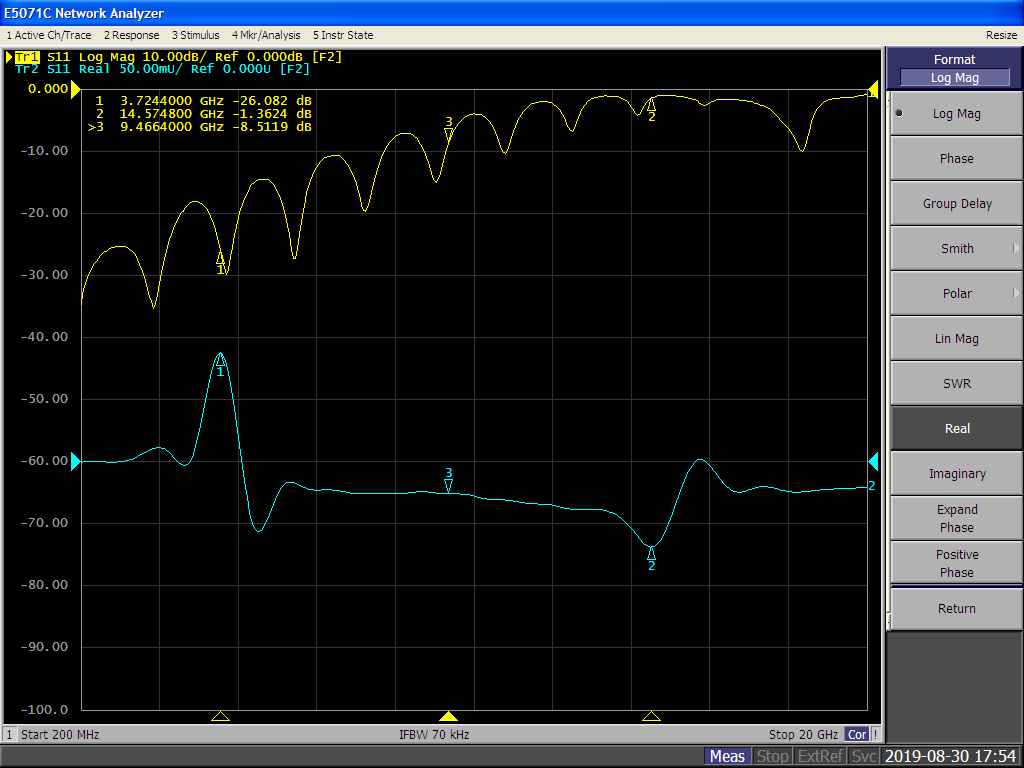 E5071C Network Analyzer
1 Active Ch/Trace 2 Response 3 Stimulus 4 Mkr/Analysis 5 Instr State Resize
Tr1 S11 Log Mag 10.00dB/ Ref 0.000dB [F2]
Tr2 S11 Real 50.00mU/ Ref 0.000U [F2]
0.000
1 3.7244000 GHz -26.082 dB
2 14.574800 GHz -1.3624 dB
>3 9.4664000 GHz -8.5119 dB
-10.00
-20.00
-30.00
-40.00
-50.00
-60.00
-70.00
-80.00
-90.00
-100.0
3
2
1
1
1
3
2
2
1 Start 200 MHz IFBW 70 kHz Stop 20 GHz Cor !
Format
Log Mag
Log Mag
Phase
Group Delay
Smith
Polar
Lin Mag
SWR
Real
Imaginary
Expand
Phase
Positive
Phase
Return
Meas Stop ExtRef Svc 2019-08-30 17:54